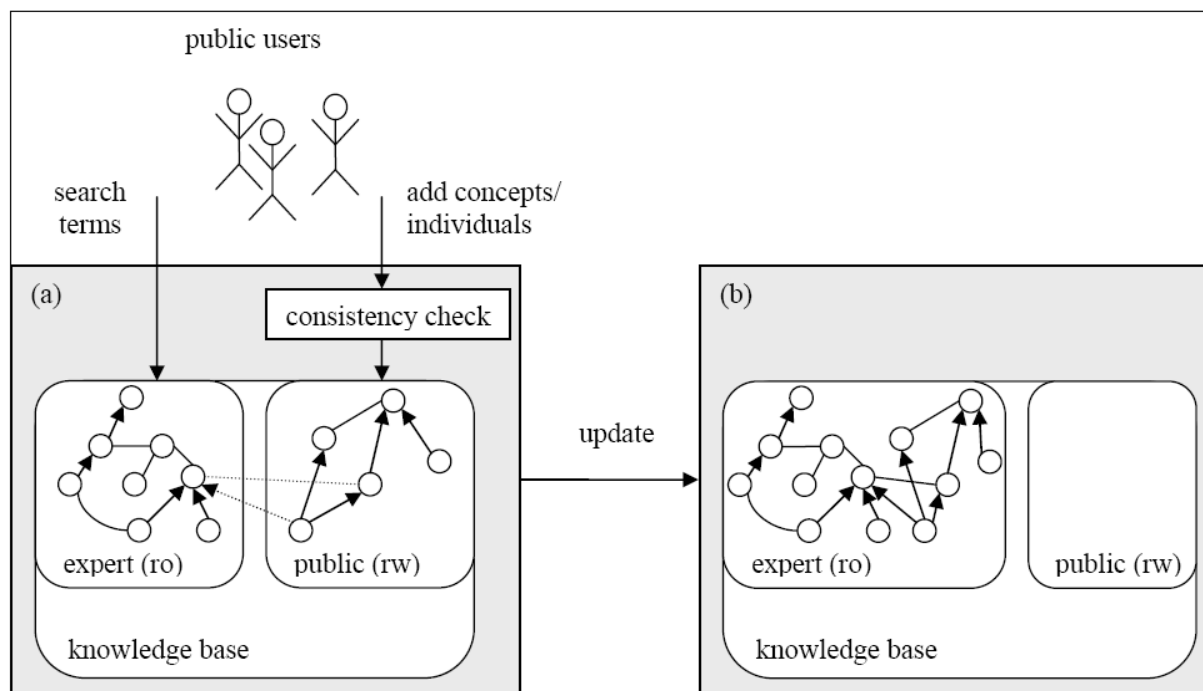 public users
search
terms
add concepts/
individuals
(a)
consistency check
expert (ro)
public (rw)
knowledge base
update
(b)
expert (ro)
public (rw)
knowledge base